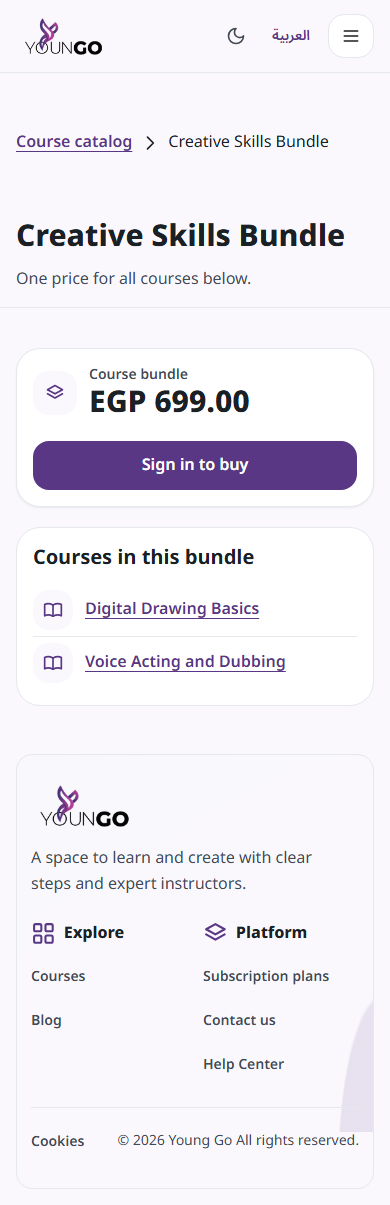 YOUNGO
العربية
Course catalog > Creative Skills Bundle
Creative Skills Bundle
One price for all courses below.
Course bundle
EGP 699.00
Sign in to buy
Courses in this bundle
Digital Drawing Basics
Voice Acting and Dubbing
YOUNGO
A space to learn and create with clear
steps and expert instructors.
Explore
Platform
Courses
Subscription plans
Blog
Contact us
Help Center
Cookies
© 2026 Young Go All rights reserved.